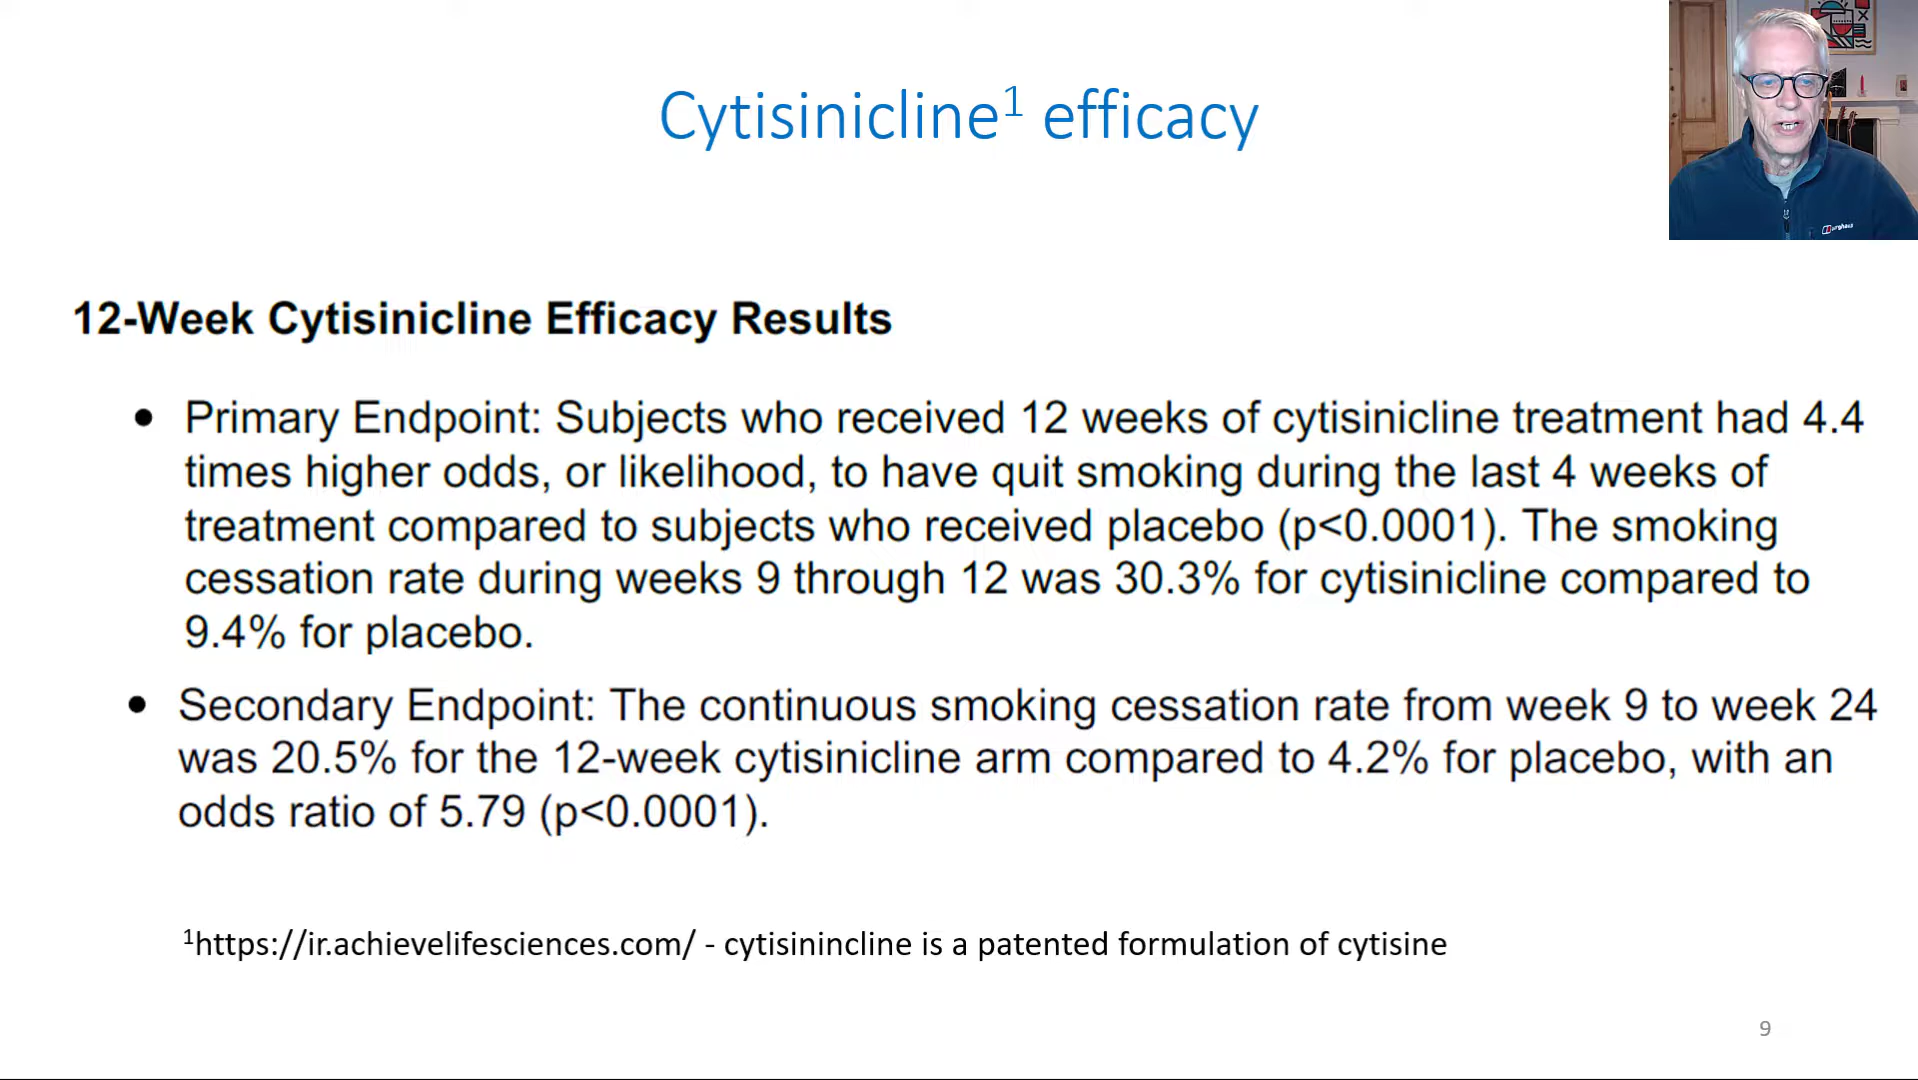 Cytisinicline¹ efficacy
12-Week Cytisinicline Efficacy Results
• Primary Endpoint: Subjects who received 12 weeks of cytisinicline treatment had 4.4
times higher odds, or likelihood, to have quit smoking during the last 4 weeks of
treatment compared to subjects who received placebo (p<0.0001). The smoking
cessation rate during weeks 9 through 12 was 30.3% for cytisinicline compared to
9.4% for placebo.
• Secondary Endpoint: The continuous smoking cessation rate from week 9 to week 24
was 20.5% for the 12-week cytisinicline arm compared to 4.2% for placebo, with an
odds ratio of 5.79 (p<0.0001).
¹https://ir.achievelifesciences.com/ - cytisinincline is a patented formulation of cytisine
9